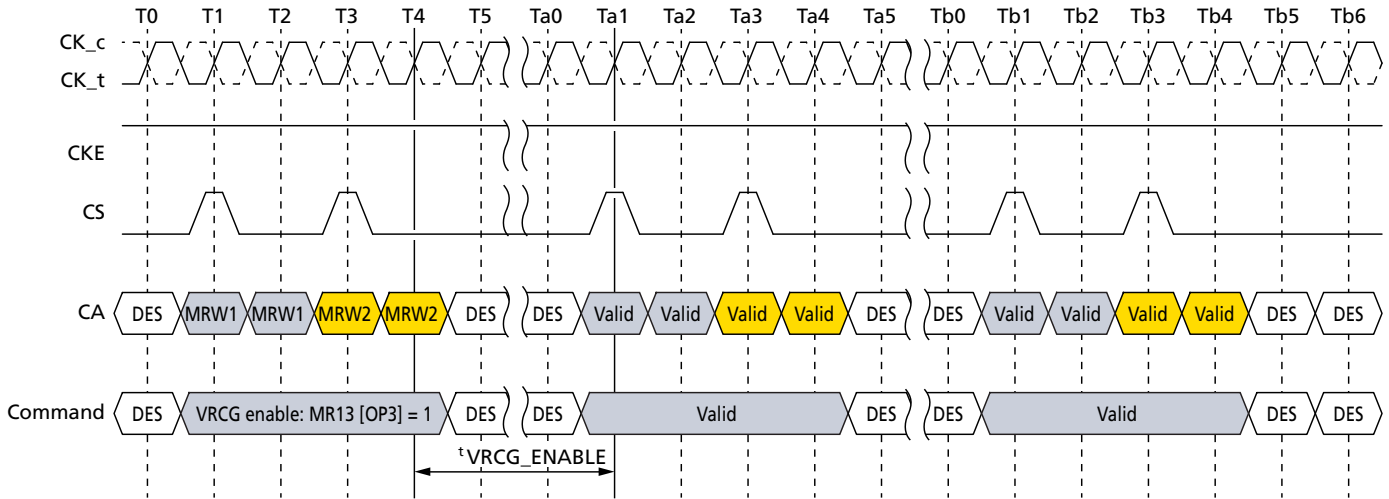 T0 T1 T2 T3 T4 T5 Ta0 Ta1 Ta2 Ta3 Ta4 Ta5 Tb0 Tb1 Tb2 Tb3 Tb4 Tb5 Tb6
CK_c
CK_t
CKE
CS
CA DES MRW1 MRW1 MRW2 MRW2 DES DES Valid Valid Valid Valid DES DES Valid Valid Valid Valid DES DES
Command DES VRCG enable: MR13 [OP3] = 1 DES DES Valid DES DES Valid DES DES
tVRCG_ENABLE